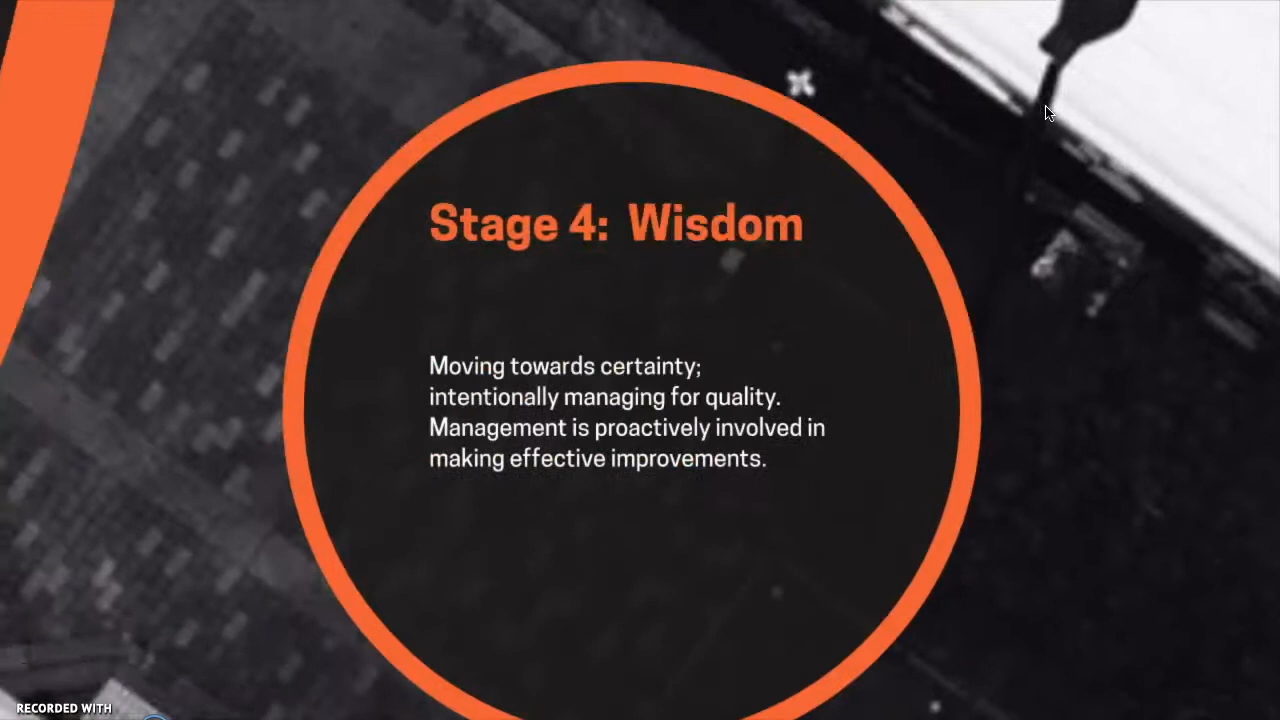 Stage 4: Wisdom
Moving towards certainty;
intentionally managing for quality.
Management is proactively involved in
making effective improvements.
RECORDED WITH